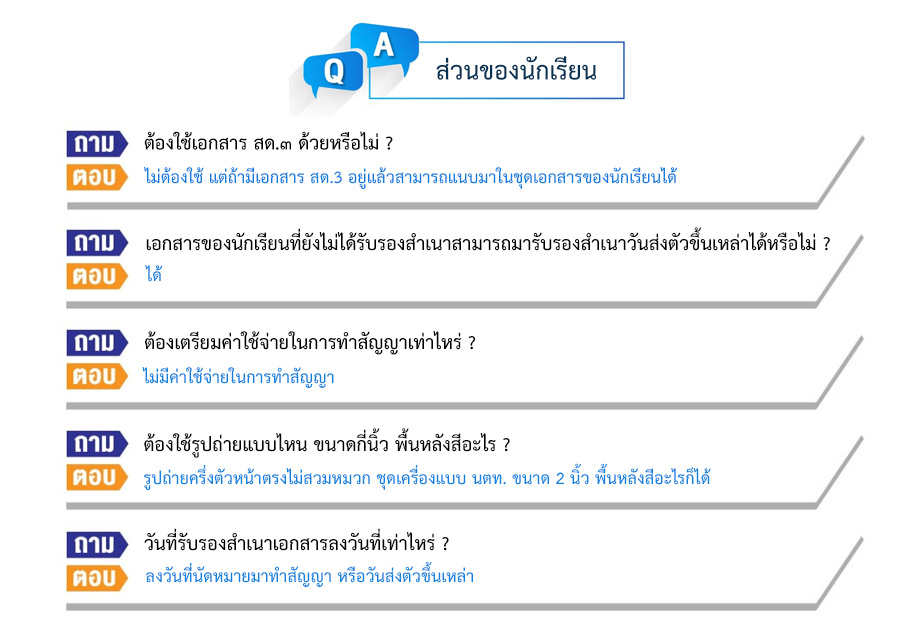 Q A
ส่วนของนักเรียน
ถาม ต้องใช้เอกสาร สด.๓ ด้วยหรือไม่ ?
ตอบ ไม่ต้องใช้ แต่ถ้ามีเอกสาร สด.3 อยู่แล้วสามารถแนบมาในชุดเอกสารของนักเรียนได้
ถาม เอกสารของนักเรียนที่ยังไม่ได้รับรองสำเนาสามารถมารับรองสำเนาวันส่งตัวขึ้นเหล่าได้หรือไม่ ?
ตอบ ได้
ถาม ต้องเตรียมค่าใช้จ่ายในการทำสัญญาเท่าไหร่ ?
ตอบ ไม่มีค่าใช้จ่ายในการทำสัญญา
ถาม ต้องใช้รูปถ่ายแบบไหน ขนาดกี่นิ้ว พื้นหลังสีอะไร ?
ตอบ รูปถ่ายครึ่งตัวหน้าตรงไม่สวมหมวก ชุดเครื่องแบบ นตท. ขนาด 2 นิ้ว พื้นหลังสีอะไรก็ได้
ถาม วันที่รับรองสำเนาเอกสารลงวันที่เท่าไหร่ ?
ตอบ ลงวันที่นัดหมายมาทำสัญญา หรือวันส่งตัวขึ้นเหล่า